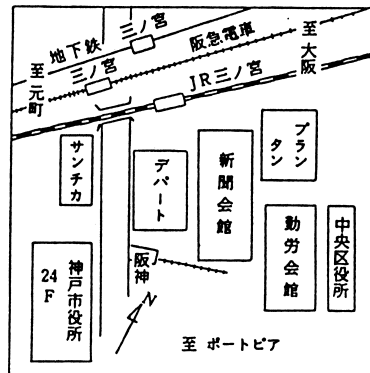 地下鉄
三ノ宮
阪急電車
至大阪
至元町
三ノ宮
JR三ノ宮
サンチカ
デパート
新聞会館
プラン
タン
勤労会館
中央区役所
神戸市役所
24F
阪神
N
至 ポートピア